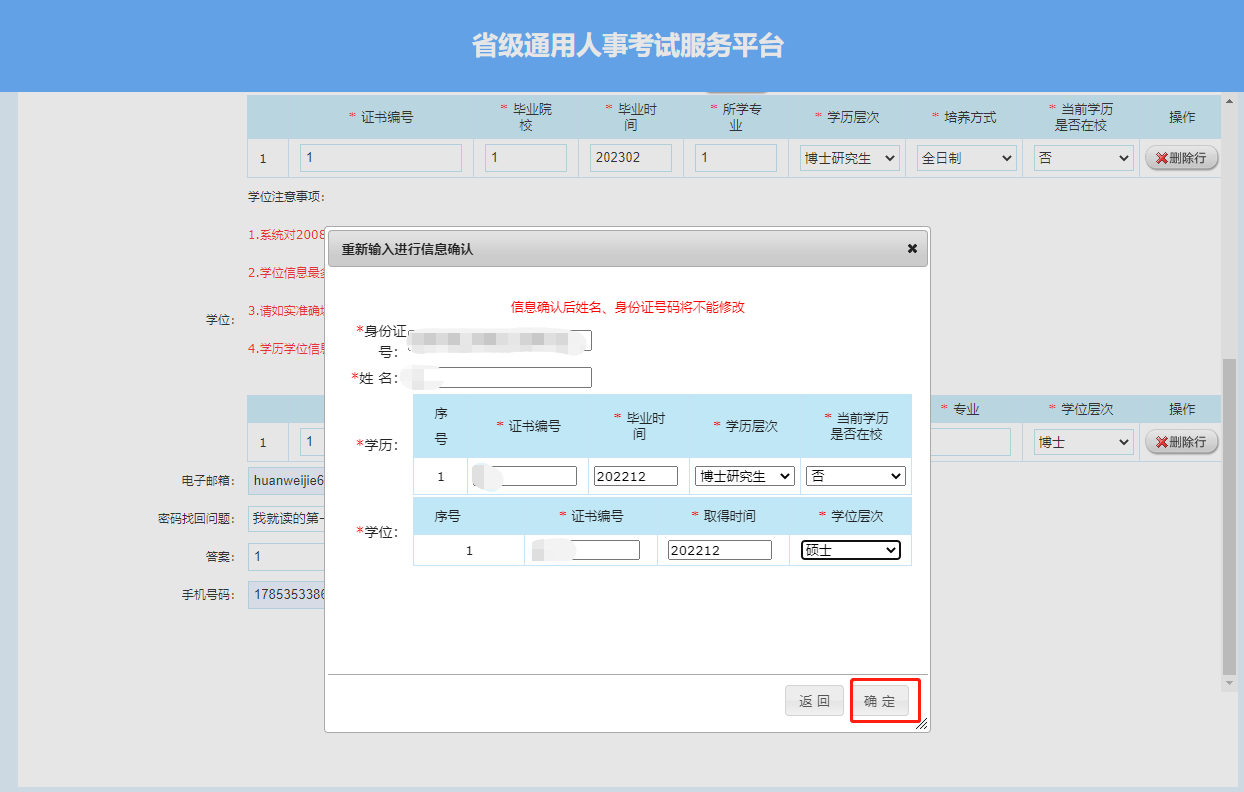 省级通用人事考试服务平台
* 证书编号 * 毕业院校 * 毕业时间 * 所学专业 * 学历层次 * 培养方式 * 当前学历是否在校 操作
1 1 1 202302 1 博士研究生 全日制 否 删除行
学位注意事项:
1.系统对2008
2.学位信息最
3.请如实准确
学位:
4.学历学位信
* 专业 * 学位层次 操作
1 1 博士 删除行
电子邮箱: huanweijie6
密码找回问题: 我就读的第一
答案: 1
手机号码: 1785353386
重新输入进行信息确认
信息确认后姓名、身份证号码将不能修改
*身份证号:
*姓 名:
*学历:
序号 * 证书编号 * 毕业时间 * 学历层次 * 当前学历是否在校
1 202212 博士研究生 否
*学位:
序号 * 证书编号 * 取得时间 * 学位层次
1 202212 硕士
返 回 确 定